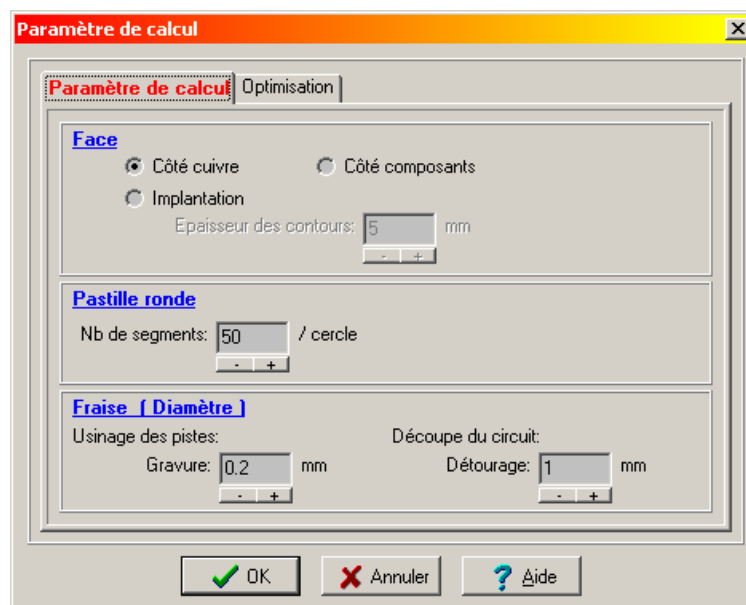 Paramètre de calcul
Paramètre de calcul Optimisation
Face
Côté cuivre Côté composants
Implantation
Epaisseur des contours: 5 mm
- +
Pastille ronde
Nb de segments: 50 / cercle
- +
Fraise ( Diamètre )
Usinage des pistes: Découpe du circuit:
Gravure: 0.2 mm Détourage: 1 mm
- + - +
OK Annuler Aide